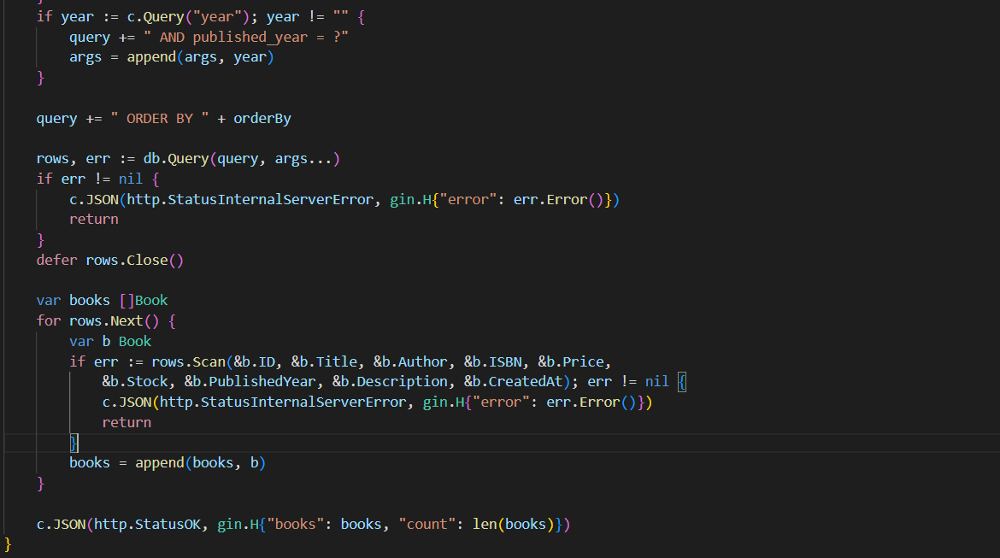 }
if year := c.Query("year"); year != "" {
query += " AND published_year = ?"
args = append(args, year)
}
query += " ORDER BY " + orderBy
rows, err := db.Query(query, args...)
if err != nil {
c.JSON(http.StatusInternalServerError, gin.H{"error": err.Error()})
return
}
defer rows.Close()
var books []Book
for rows.Next() {
var b Book
if err := rows.Scan(&b.ID, &b.Title, &b.Author, &b.ISBN, &b.Price,
&b.Stock, &b.PublishedYear, &b.Description, &b.CreatedAt); err != nil {
c.JSON(http.StatusInternalServerError, gin.H{"error": err.Error()})
return
}
books = append(books, b)
}
c.JSON(http.StatusOK, gin.H{"books": books, "count": len(books)})
}